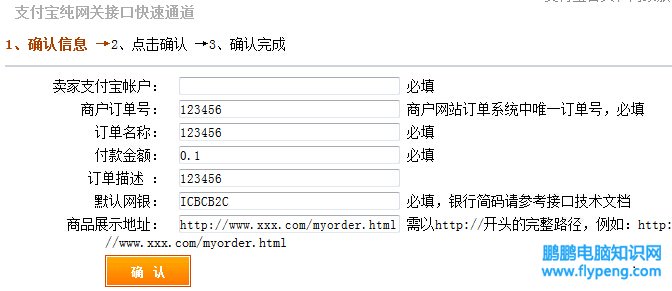 支付宝纯网关接口快速通道
1、确认信息 →2、点击确认 →3、确认完成
卖家支付宝帐户： 必填
商户订单号： 123456 商户网站订单系统中唯一订单号，必填
订单名称： 123456 必填
付款金额： 0.1 必填
订单描述 ： 123456
默认网银： ICBCB2C 必填，银行简码请参考接口技术文档
商品展示地址： http://www.xxx.com/myorder.html 需以http://开头的完整路径，例如：http:
//www.xxx.com/myorder.html
确 认
鹏鹏电脑知识网
www.flypeng.com